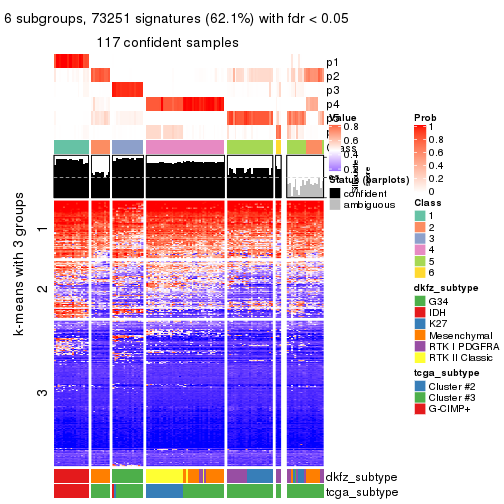 6 subgroups, 73251 signatures (62.1%) with fdr < 0.05
117 confident samples
p1
p2
p3
p4
Value
0.8
0.6
0.4
0.2
Status (barplots)
confident
ambiguous
Prob
1
0.8
0.6
0.4
0.2
0
Class
1
2
3
4
5
6
dkfz_subtype
G34
IDH
K27
Mesenchymal
RTK I PDGFRA
RTK II Classic
tcga_subtype
Cluster #2
Cluster #3
G-CIMP+
k-means with 3 groups
1
2
3
dkfz_subtype
tcga_subtype